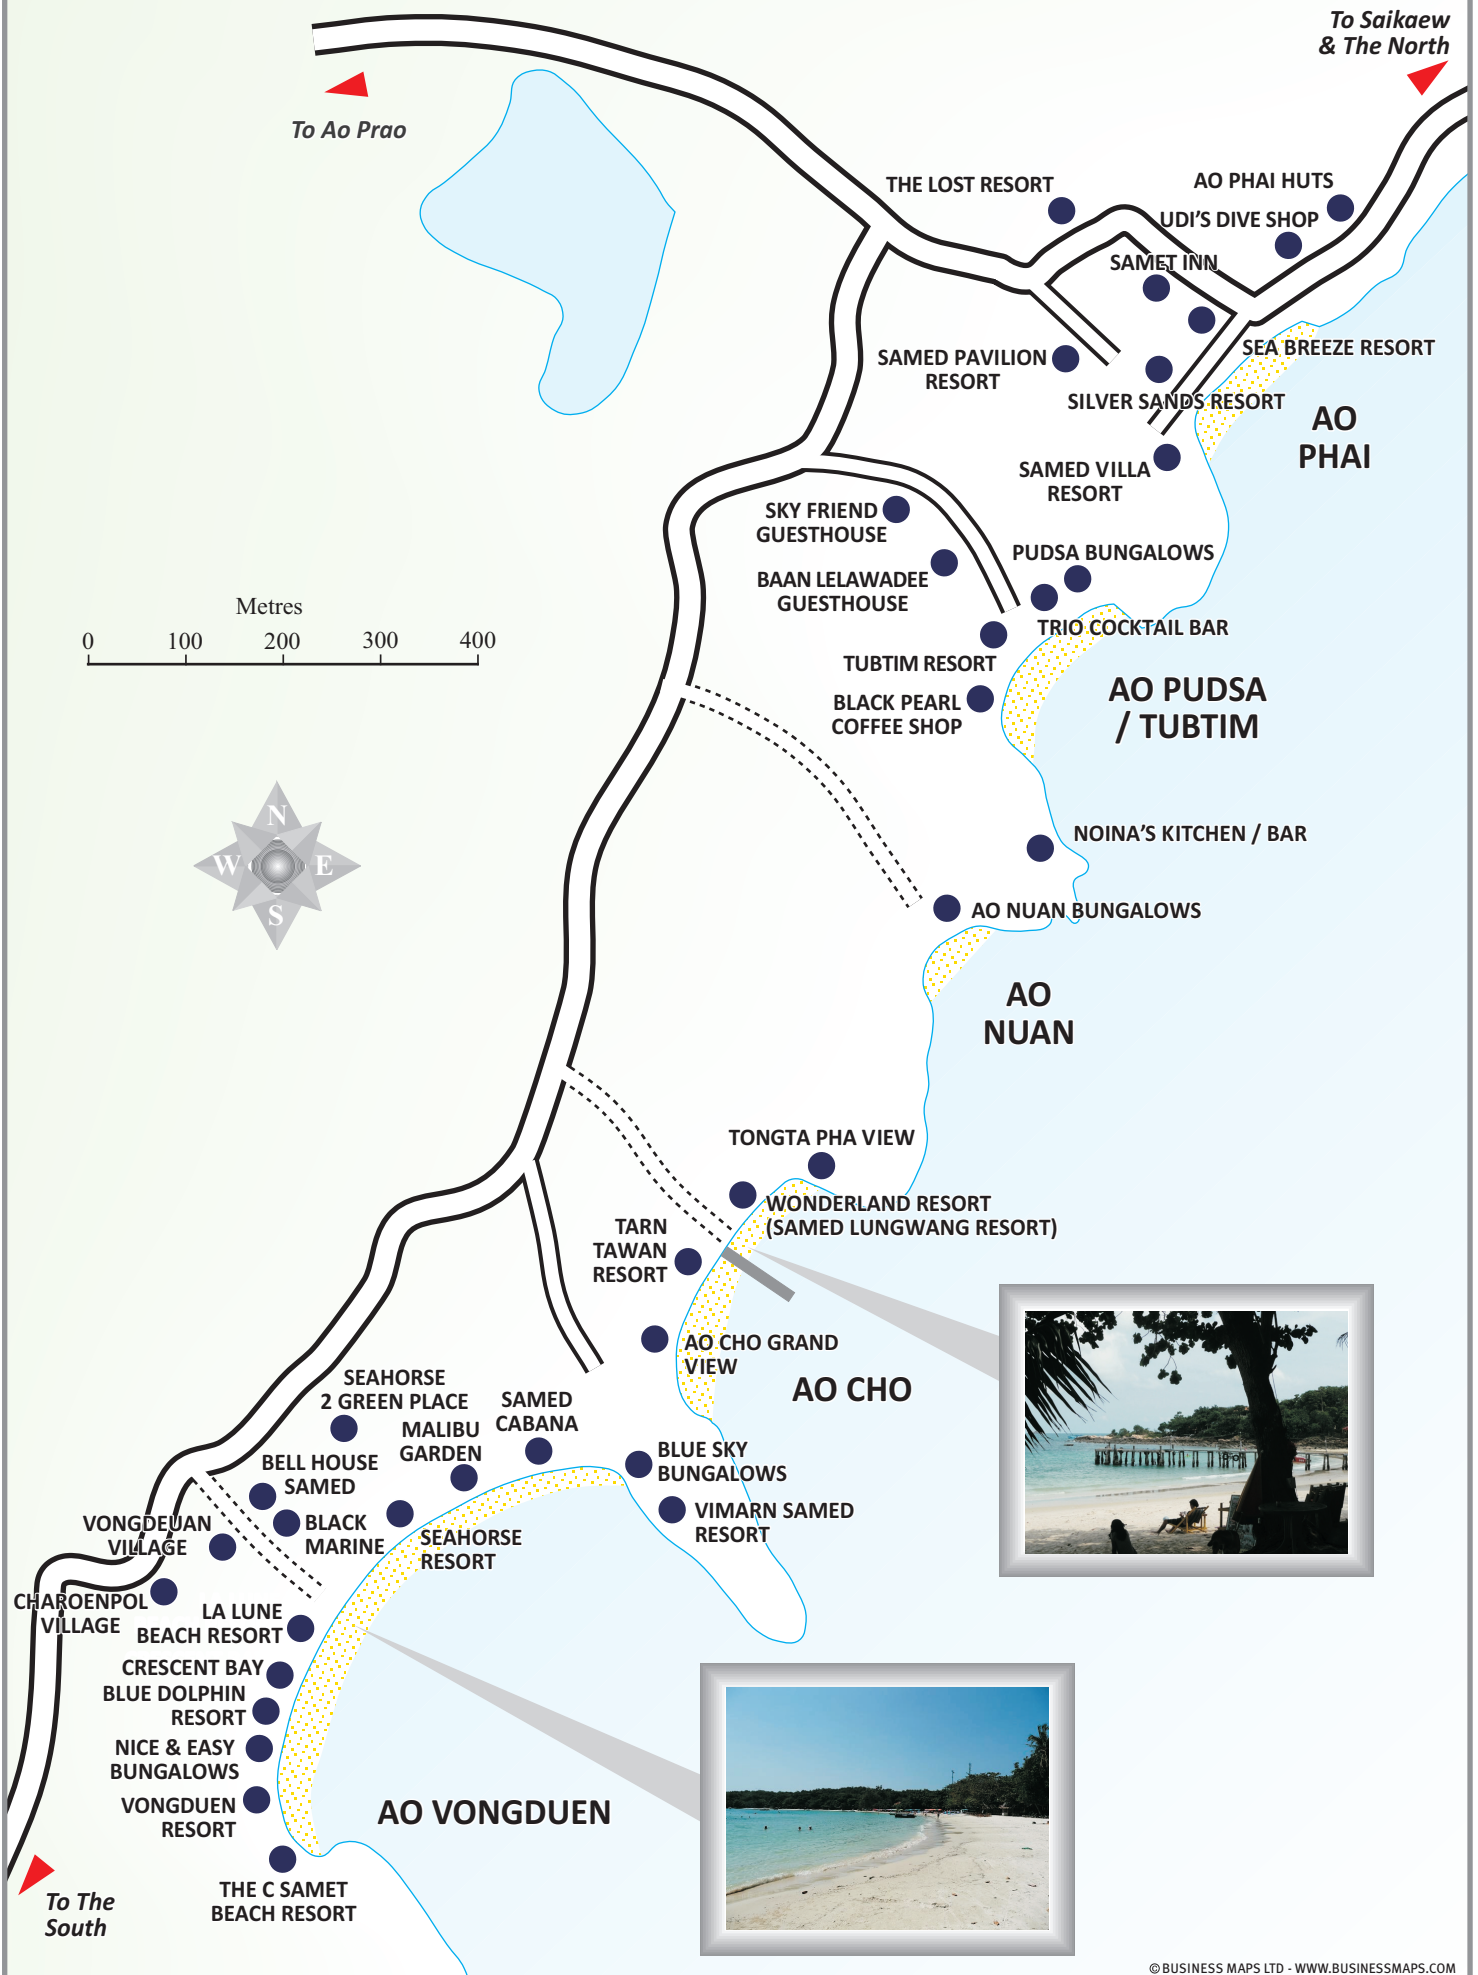 To Saikaew
& The North
To Ao Prao
THE LOST RESORT
AO PHAI HUTS
UDI'S DIVE SHOP
SAMET INN
SEA BREEZE RESORT
SAMED PAVILION
RESORT
SILVER SANDS RESORT
AO
PHAI
SAMED VILLA
RESORT
SKY FRIEND
GUESTHOUSE
PUDSA BUNGALOWS
BAAN LELAWADEE
GUESTHOUSE
Metres
0 100 200 300 400
TRIO COCKTAIL BAR
TUBTIM RESORT
BLACK PEARL
COFFEE SHOP
AO PUDSA
/ TUBTIM
N
W E
S
NOINA'S KITCHEN / BAR
AO NUAN BUNGALOWS
AO
NUAN
TONGTA PHA VIEW
WONDERLAND RESORT
(SAMED LUNGWANG RESORT)
TARN
TAWAN
RESORT
AO CHO GRAND
VIEW
AO CHO
SEAHORSE
2 GREEN PLACE
SAMED
CABANA
MALIBU
GARDEN
BLUE SKY
BUNGALOWS
BELL HOUSE
SAMED
VIMARN SAMED
RESORT
BLACK
MARINE
VONGDEUAN
VILLAGE
SEAHORSE
RESORT
CHAROENPOL
VILLAGE
LA LUNE
BEACH RESORT
CRESCENT BAY
BLUE DOLPHIN
RESORT
NICE & EASY
BUNGALOWS
VONGDUEN
RESORT
AO VONGDUEN
THE C SAMET
BEACH RESORT
To The
South
© BUSINESS MAPS LTD - WWW.BUSINESSMAPS.COM